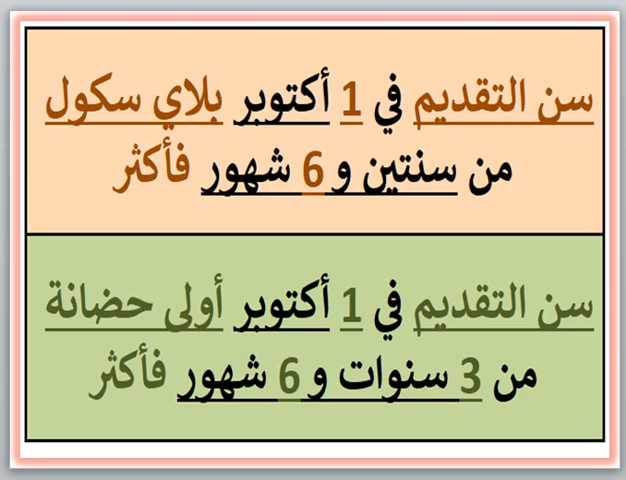 سن التقديم في 1 أكتوبر بلاي سكول
من سنتين و 6 شهور فأكثر
سن التقديم في 1 أكتوبر أولى حضانة
من 3 سنوات و 6 شهور فأكثر